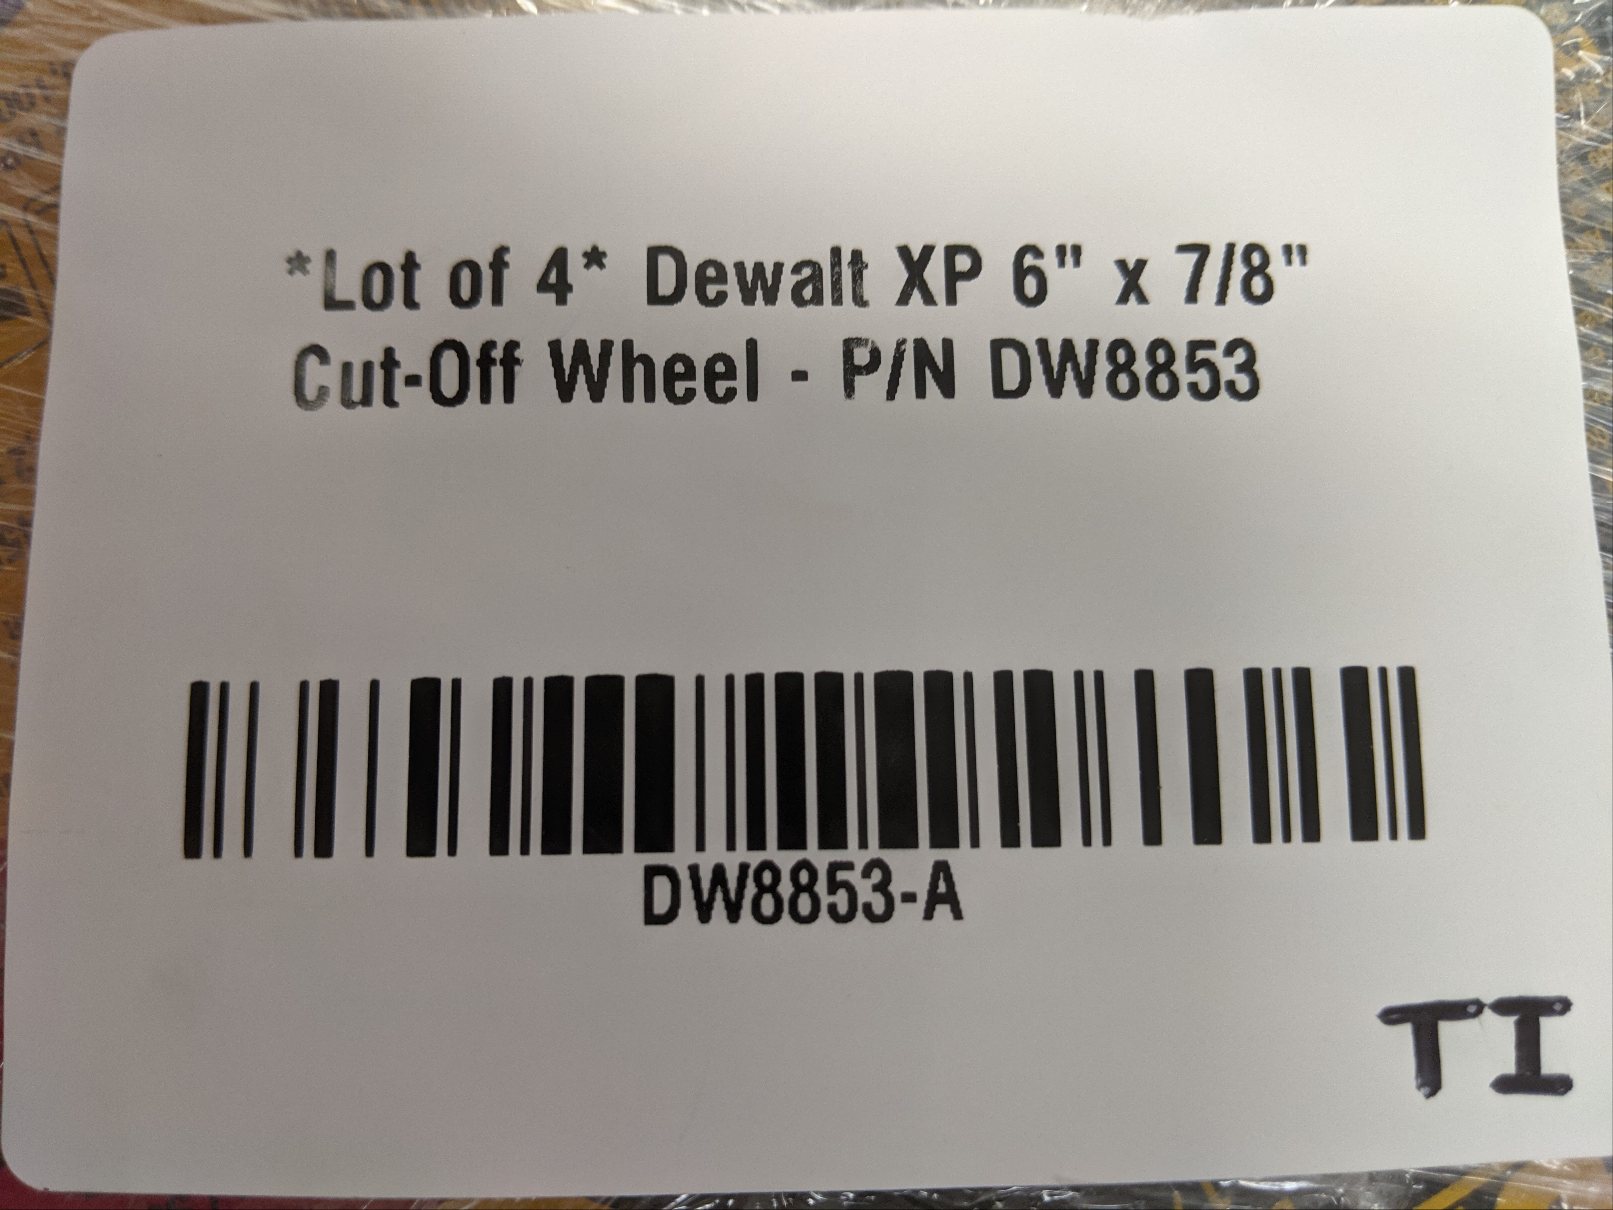 *Lot of 4* Dewalt XP 6" x 7/8"
Cut-Off Wheel - P/N DW8853
DW8853-A
TI